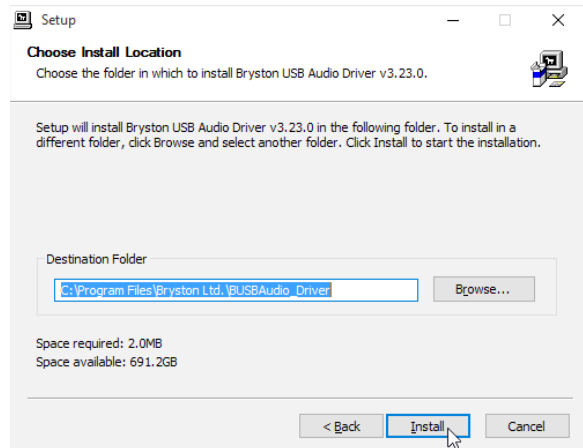 Setup
Choose Install Location
Choose the folder in which to install Bryston USB Audio Driver v3.23.0.
Setup will install Bryston USB Audio Driver v3.23.0 in the following folder. To install in a
different folder, click Browse and select another folder. Click Install to start the installation.
Destination Folder
C:\Program Files\Bryston Ltd.\BUSBAudio_Driver
Browse...
Space required: 2.0MB
Space available: 691.2GB
< Back Install Cancel